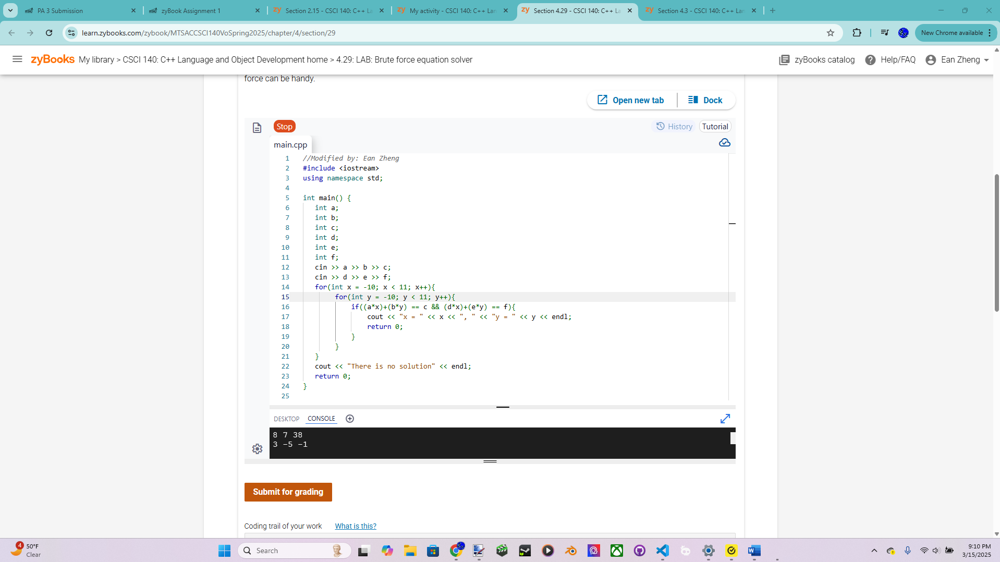 PA 3 Submission
zyBook Assignment 1
Section 2.15 - CSCI 140: C++ La
My activity - CSCI 140: C++ Lan
Section 4.29 - CSCI 140: C++ La
Section 4.3 - CSCI 140: C++ Lan
learn.zybooks.com/zybook/MTSACCSCI140VoSpring2025/chapter/4/section/29
New Chrome available
zyBooks My library > CSCI 140: C++ Language and Object Development home > 4.29: LAB: Brute force equation solver
zyBooks catalog
Help/FAQ
Ean Zheng
force can be handy.
Open new tab
Dock
Stop
History
Tutorial
main.cpp
1 //Modified by: Ean Zheng
2 #include <iostream>
3 using namespace std;
4
5 int main() {
6 int a;
7 int b;
8 int c;
9 int d;
10 int e;
11 int f;
12 cin >> a >> b >> c;
13 cin >> d >> e >> f;
14 for(int x = -10; x < 11; x++){
15 for(int y = -10; y < 11; y++){
16 if((a*x)+(b*y) == c && (d*x)+(e*y) == f){
17 cout << "x = " << x << ", " << "y = " << y << endl;
18 return 0;
19 }
20 }
21 }
22 cout << "There is no solution" << endl;
23 return 0;
24 }
25
DESKTOP CONSOLE
8 7 38
3 -5 -1
Submit for grading
Coding trail of your work What is this?
4
50°F
Clear
Search
9:10 PM
3/15/2025